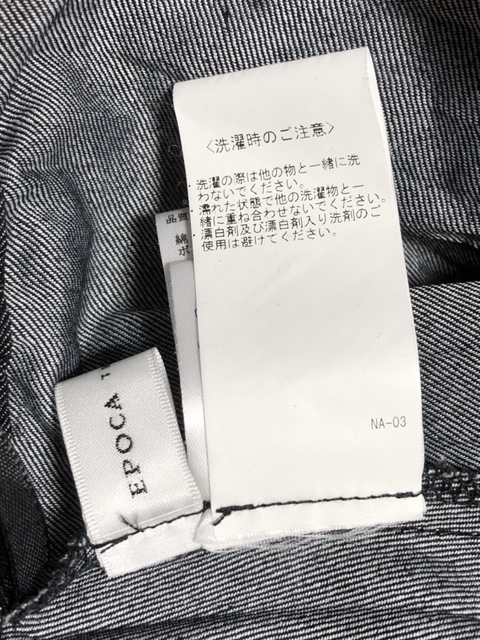 〈洗濯時のご注意〉
・洗濯の際は他の物と一緒に洗
わないでください。
・濡れた状態で他の洗濯物と一
緒に重ね合わせないでください。
・漂白剤及び漂白剤入り洗剤のご
使用は避けてください。
NA-03
品質
綿
ポ
EPOCA